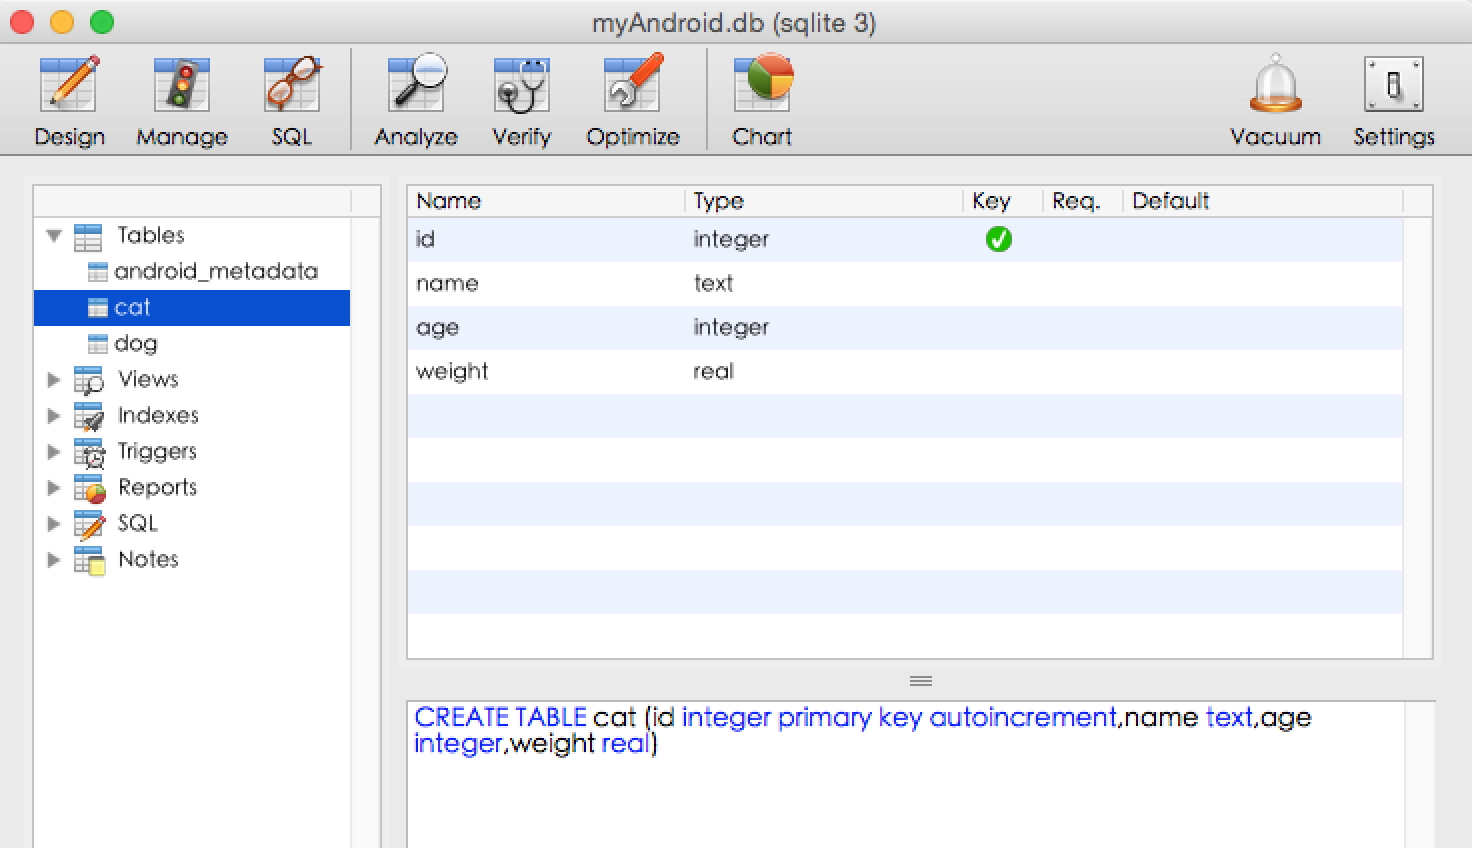 myAndroid.db (sqlite 3)
Design Manage SQL Analyze Verify Optimize Chart Vacuum Settings
Tables
android_metadata
cat
dog
Views
Indexes
Triggers
Reports
SQL
Notes
Name Type Key Req. Default
id integer
name text
age integer
weight real
CREATE TABLE cat (id integer primary key autoincrement,name text,age
integer,weight real)